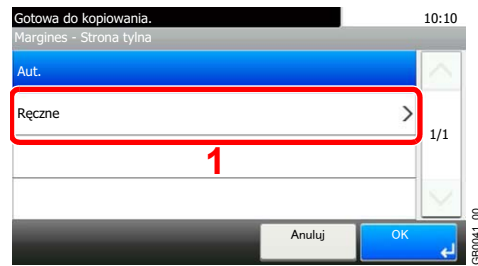 Gotowa do kopiowania. 10:10
Margines - Strona tylna
Aut.
Ręczne
1/1
1
Anuluj OK
GB0041_00